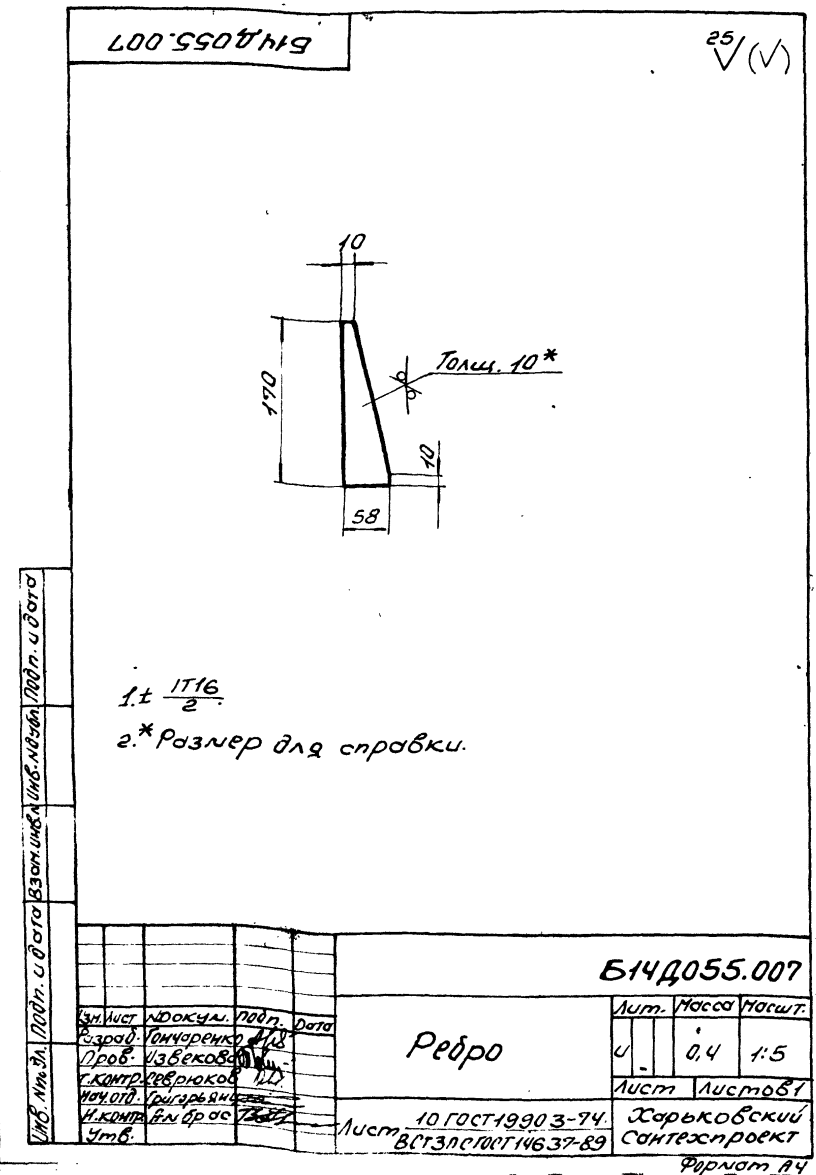 Б14Д055.007
25/ (√)
10
Толщ. 10*
170
10
58
1. ± IT16/2.
2.* Размер для справки.
Инв. № подл.
Подп. и дата
Взам. инв. №
Инв. № дубл.
Подп. и дата
Б14Д055.007
Изм. Лист № докум. Подп. Дата
Разраб. Гончаренко
Пров. Извекова
Т.контр. Севрюков
Нач.отд. Григорьянц
Н.контр. Амбрас
Утв.
Ребро
Лит. Масса Масшт.
и 0,4 1:5
Лист Листов 1
Лист 10 ГОСТ 19903-74.
ВСт3пс ГОСТ 14637-89
Харьковский
Сантехпроект
Формат А4